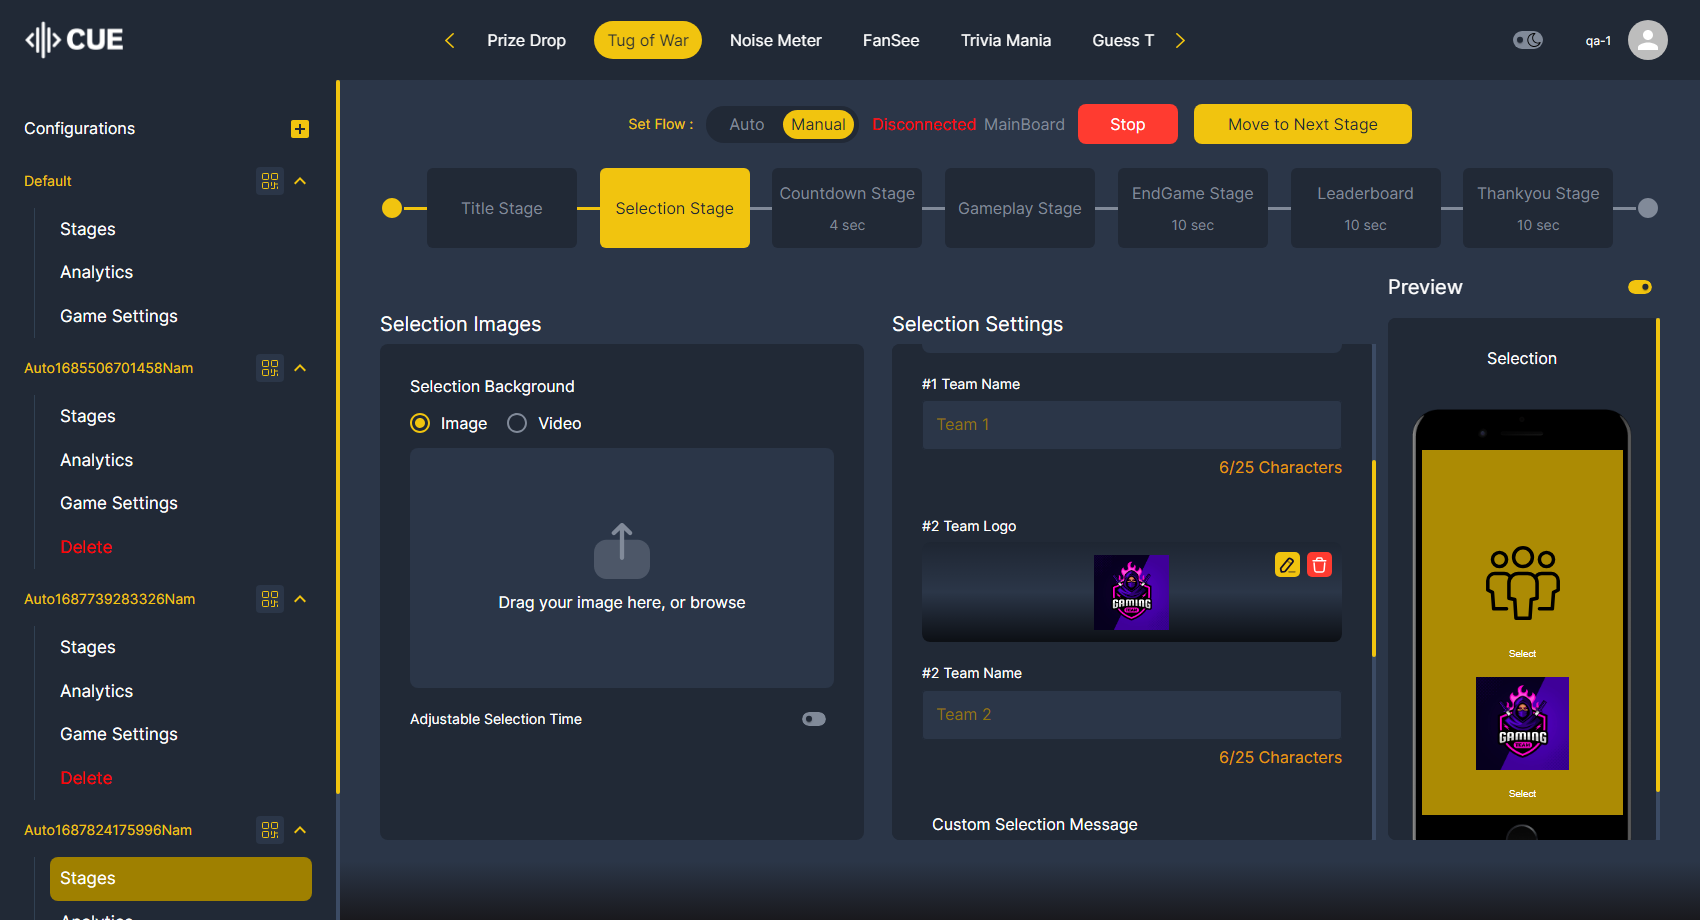 CUE
Prize Drop
Tug of War
Noise Meter
FanSee
Trivia Mania
Guess T
qa-1
Configurations
Default
Stages
Analytics
Game Settings
Auto1685506701458Nam
Stages
Analytics
Game Settings
Delete
Auto1687739283326Nam
Stages
Analytics
Game Settings
Delete
Auto1687824175996Nam
Stages
Analytics
Set Flow :
Auto
Manual
Disconnected MainBoard
Stop
Move to Next Stage
Title Stage
Selection Stage
Countdown Stage
4 sec
Gameplay Stage
EndGame Stage
10 sec
Leaderboard
10 sec
Thankyou Stage
10 sec
Selection Images
Selection Background
Image
Video
Drag your image here, or browse
Adjustable Selection Time
Selection Settings
#1 Team Name
Team 1
6/25 Characters
#2 Team Logo
GAMING
#2 Team Name
Team 2
6/25 Characters
Custom Selection Message
Preview
Selection
Select
GAMING
Select